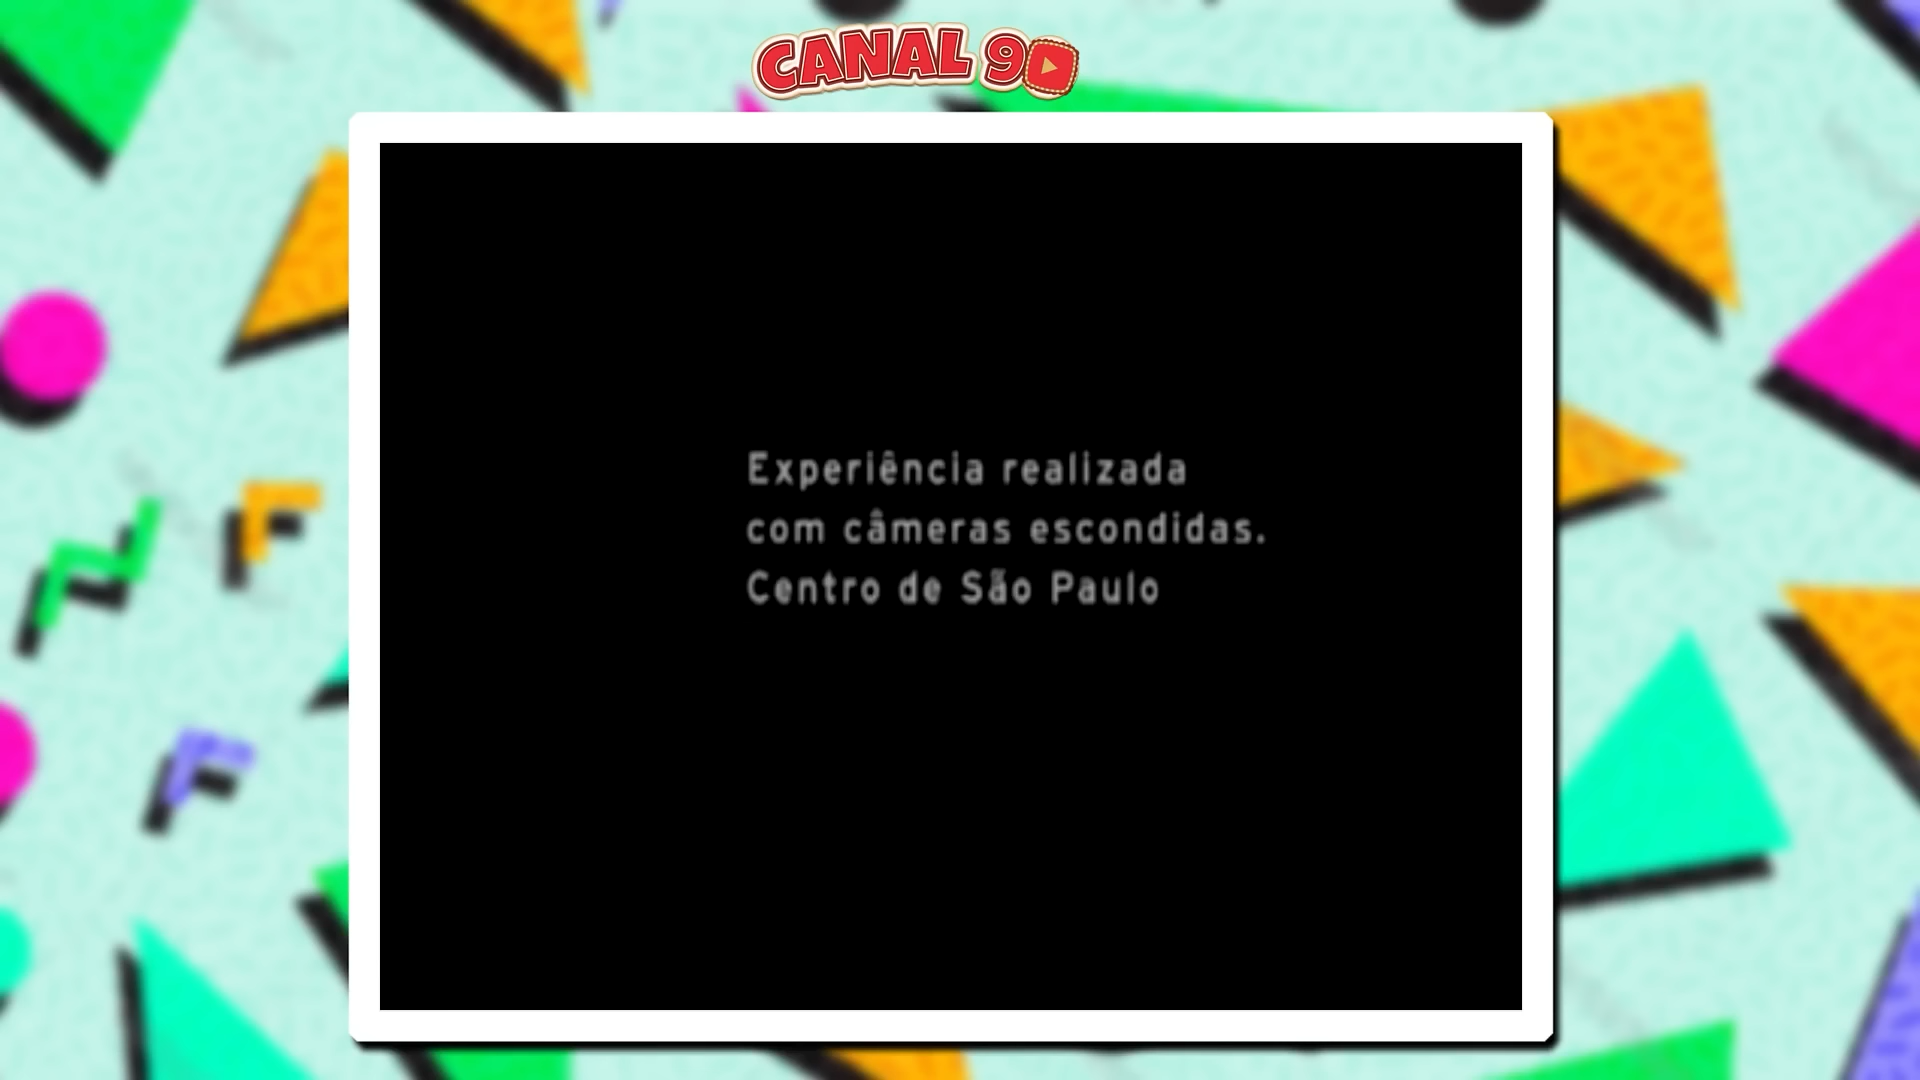 CANAL 90
Experiência realizada
com câmeras escondidas.
Centro de São Paulo